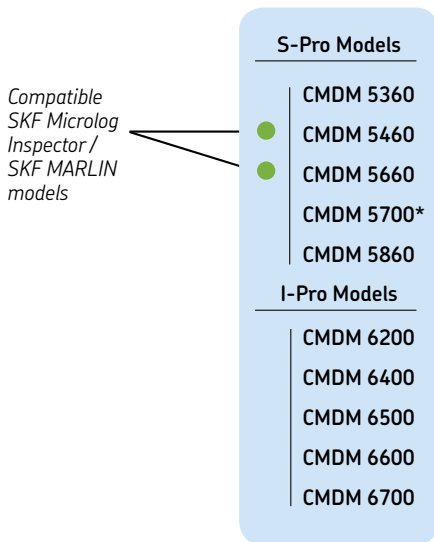 S-Pro Models
Compatible
SKF Microlog
Inspector /
SKF MARLIN
models
CMDM 5360
CMDM 5460
CMDM 5660
CMDM 5700*
CMDM 5860
I-Pro Models
CMDM 6200
CMDM 6400
CMDM 6500
CMDM 6600
CMDM 6700